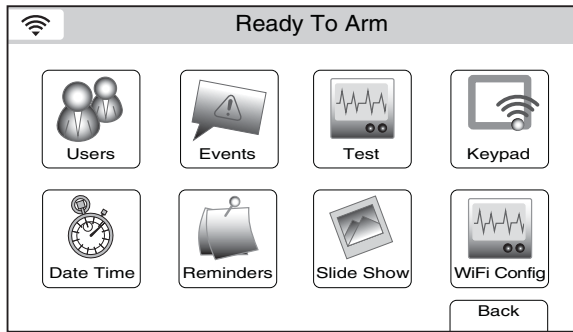 Ready To Arm
Users
Events
Test
Keypad
Date Time
Reminders
Slide Show
WiFi Config
Back